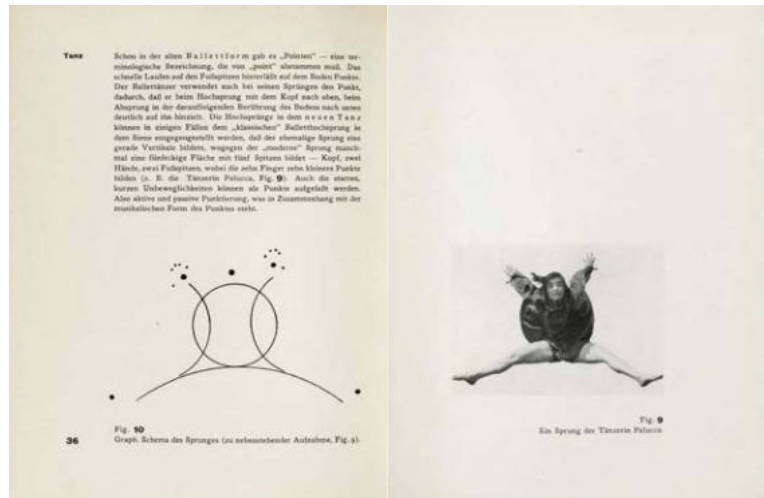 Tanz
Schon in der alten Ballettform gab es „Pointen" — eine ter-
minologische Bezeichnung, die von „point" abstammen muß. Das
schnelle Laufen auf den Fußspitzen hinterläßt auf dem Boden Punkte.
Der Ballettänzer verwendet auch bei seinen Sprüngen den Punkt,
dadurch, daß er beim Hochsprung mit dem Kopf nach oben, beim
Absprung in der darauffolgenden Berührung des Bodens nach unten
deutlich auf ihn hinzielt. Die Hochsprünge in dem neuen Tanz
können in einigen Fällen dem „klassischen" Balletthochsprung in
dem Sinne entgegengestellt werden, daß der ehemalige Sprung eine
gerade Vertikale bildete, wogegen der „moderne" Sprung manch-
mal eine fünfeckige Fläche mit fünf Spitzen bildet — Kopf, zwei
Hände, zwei Fußspitzen, wobei die zehn Finger zehn kleinere Punkte
bilden (z. B. die Tänzerin Palucca, Fig. 9). Auch die starren,
kurzen Unbeweglichkeiten können als Punkte aufgefaßt werden.
Also aktive und passive Punktierung, was in Zusammenhang mit der
musikalischen Form des Punktes steht.
Fig. 10
Graph. Schema des Sprunges (zu nebenstehender Aufnahme, Fig. 9).
36
Fig. 9
Ein Sprung der Tänzerin Palucca.